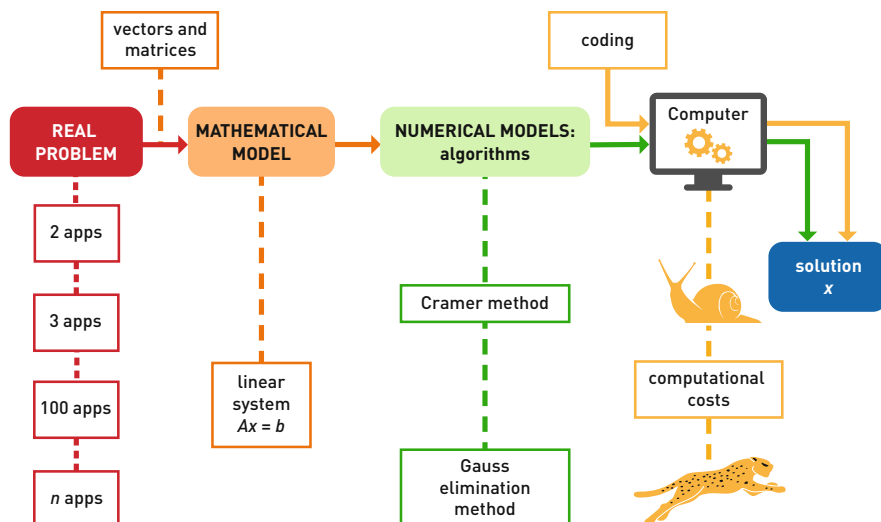 vectors and
matrices
coding
REAL
PROBLEM
MATHEMATICAL
MODEL
NUMERICAL MODELS:
algorithms
Computer
2 apps
3 apps
100 apps
n apps
linear
system
Ax = b
Cramer method
Gauss
elimination
method
computational
costs
solution
x